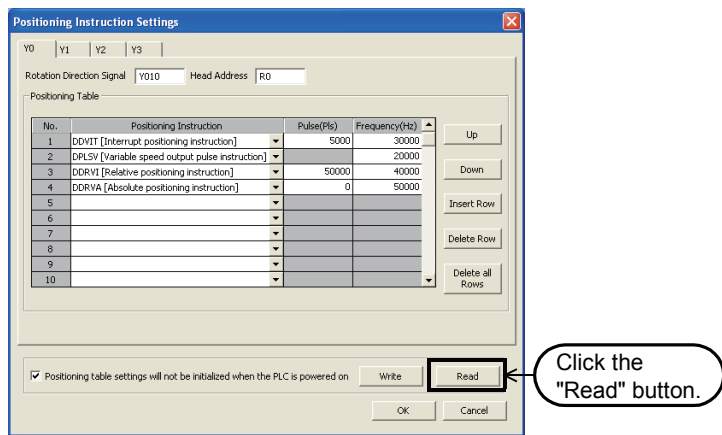 Positioning Instruction Settings
Y0 Y1 Y2 Y3
Rotation Direction Signal Y010 Head Address R0
Positioning Table
No. Positioning Instruction Pulse(Pls) Frequency(Hz)
1 DDVIT [Interrupt positioning instruction] 5000 30000
2 DPLSV [Variable speed output pulse instruction] 20000
3 DDRVI [Relative positioning instruction] 50000 40000
4 DDRVA [Absolute positioning instruction] 0 50000
5
6
7
8
9
10
Up
Down
Insert Row
Delete Row
Delete all
Rows
Positioning table settings will not be initialized when the PLC is powered on Write Read
OK Cancel
Click the
"Read" button.